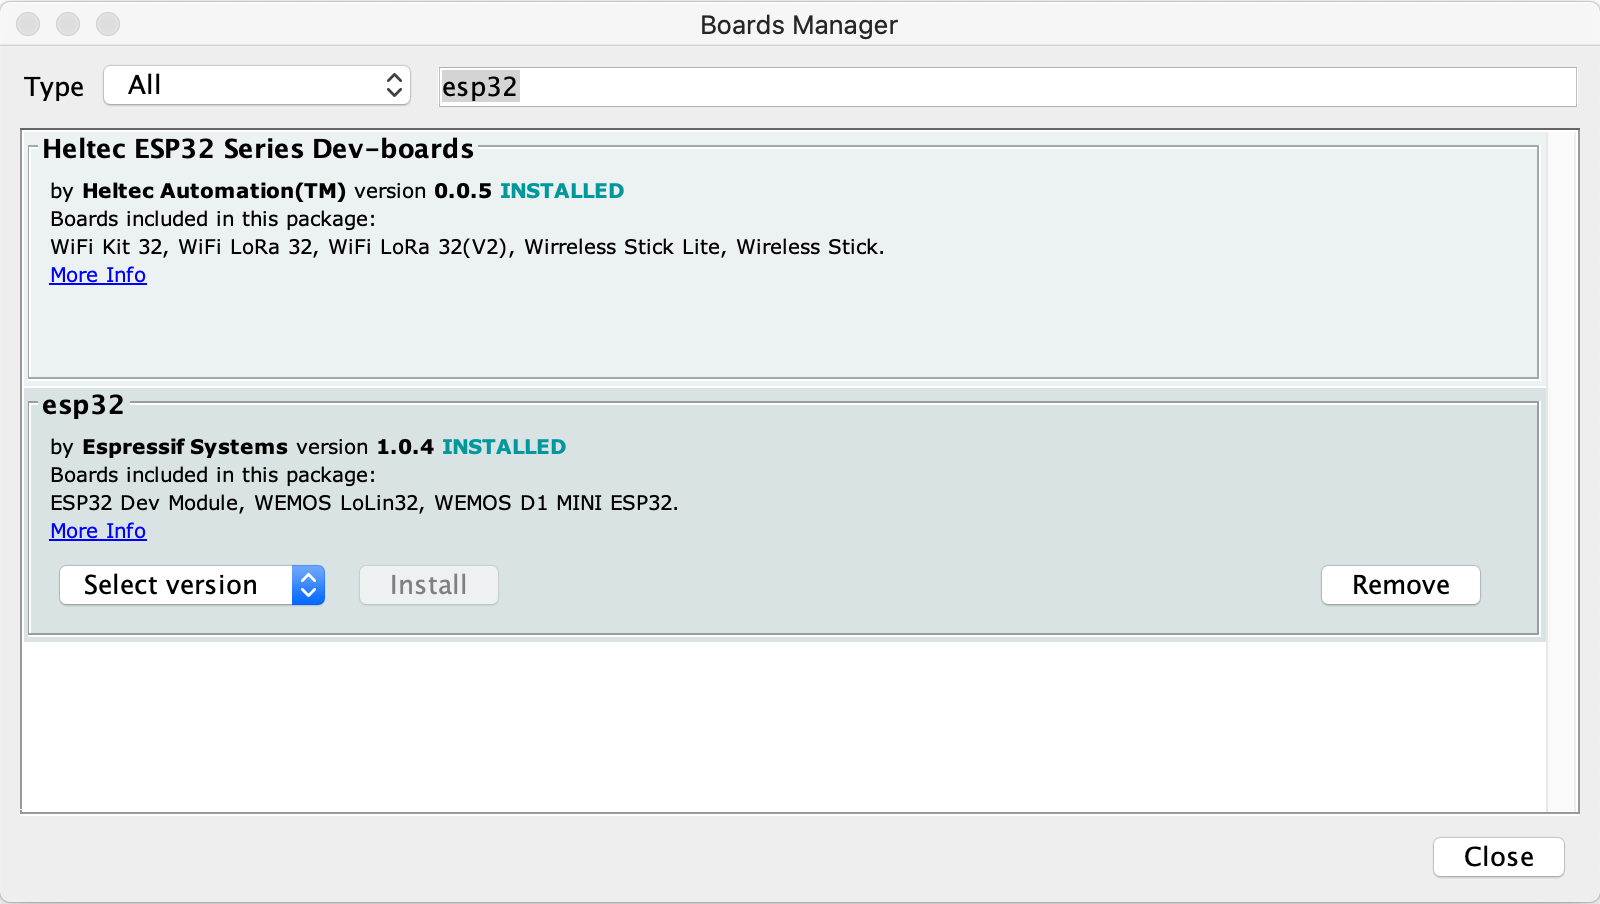 Boards Manager
Type All esp32
Heltec ESP32 Series Dev-boards
by Heltec Automation(TM) version 0.0.5 INSTALLED
Boards included in this package:
WiFi Kit 32, WiFi LoRa 32, WiFi LoRa 32(V2), Wirreless Stick Lite, Wireless Stick.
More Info
esp32
by Espressif Systems version 1.0.4 INSTALLED
Boards included in this package:
ESP32 Dev Module, WEMOS LoLin32, WEMOS D1 MINI ESP32.
More Info
Select version Install Remove
Close